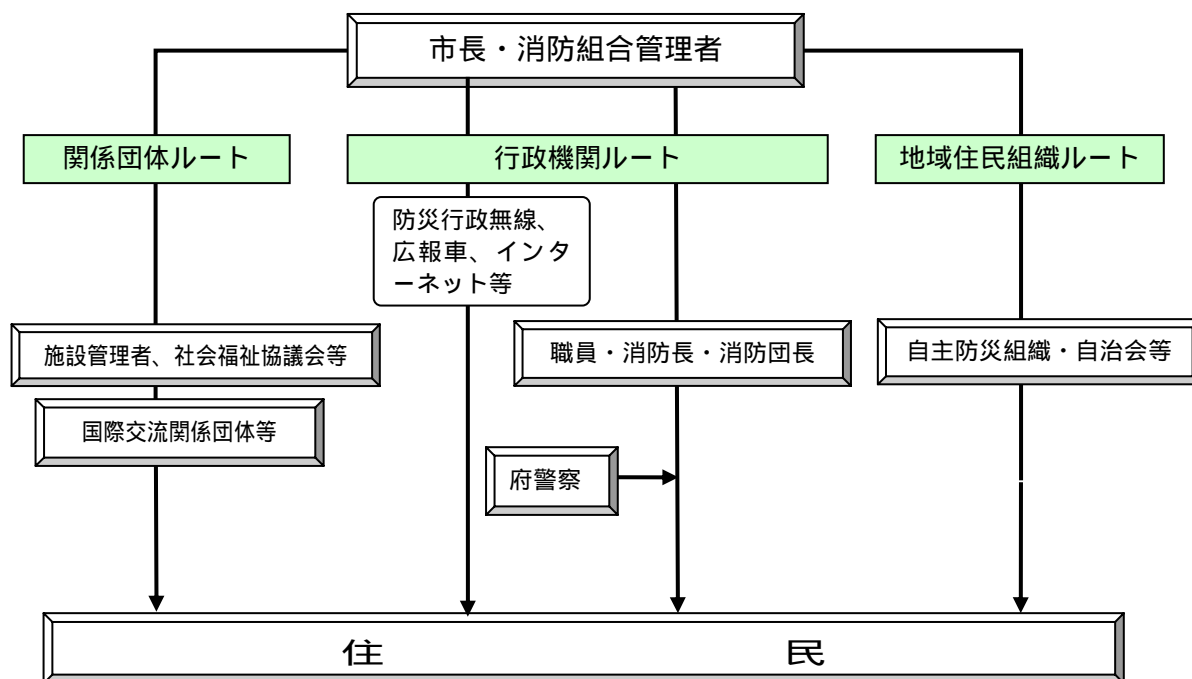 市長・消防組合管理者
関係団体ルート
行政機関ルート
地域住民組織ルート
防災行政無線、
広報車、インタ
ーネット等
施設管理者、社会福祉協議会等
職員・消防長・消防団長
自主防災組織・自治会等
国際交流関係団体等
府警察
住 民